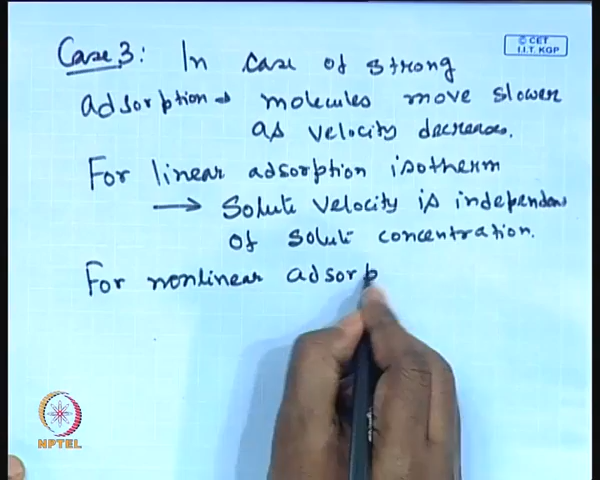 © CET
I.I.T. KGP
Case 3: In case of strong
adsorption → molecules move slower
as velocity decreases.
For linear adsorption isotherm
→ Solute velocity is independent
of solute concentration.
For nonlinear adsorp
NPTEL